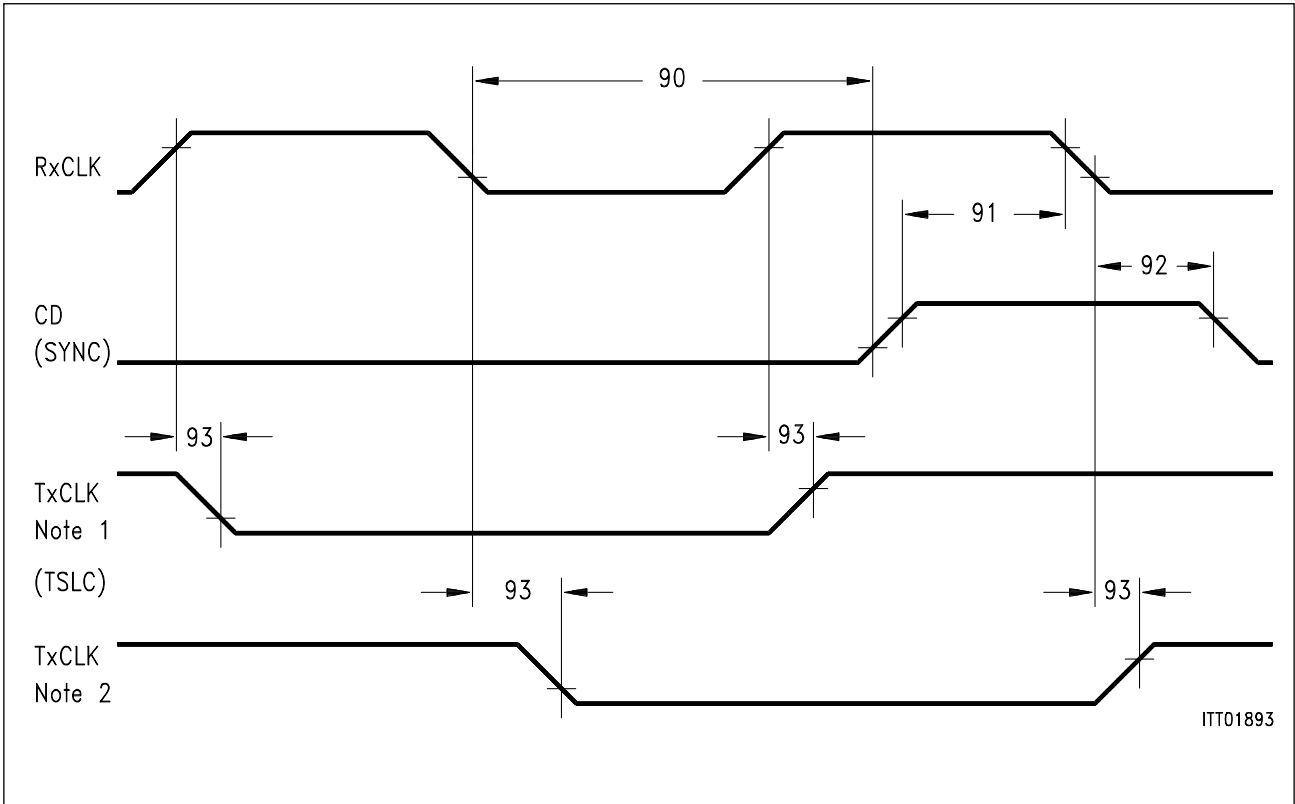 90
RxCLK
91
92
CD
(SYNC)
93
93
TxCLK
Note 1
(TSLC)
93
93
TxCLK
Note 2
ITT01893